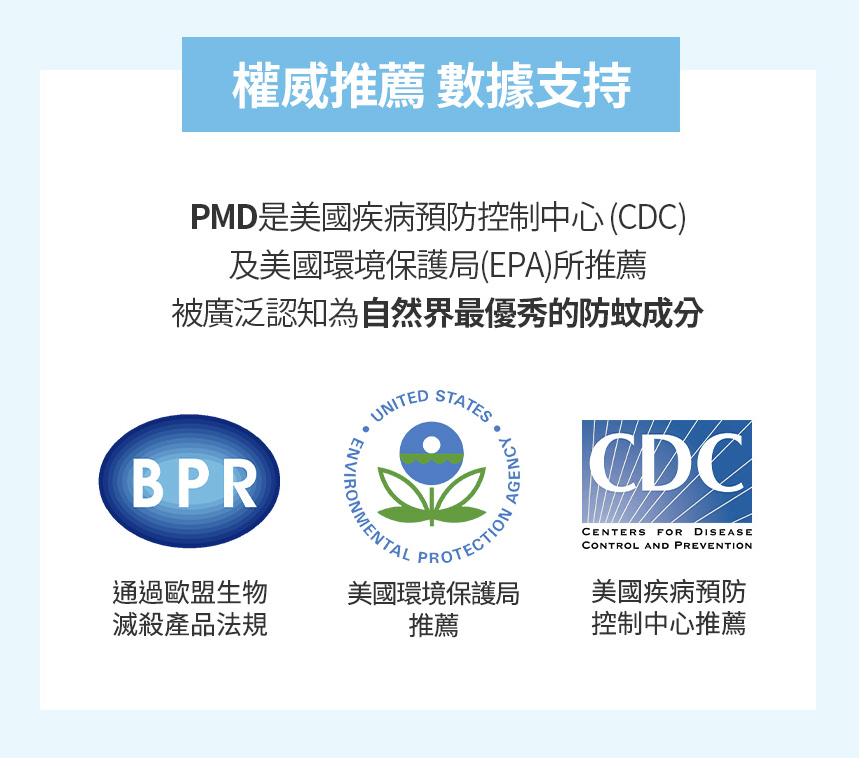 權威推薦 數據支持
PMD是美國疾病預防控制中心 (CDC)
及美國環境保護局(EPA)所推薦
被廣泛認知為自然界最優秀的防蚊成分
BPR
UNITED STATES
ENVIRONMENTAL PROTECTION AGENCY
CDC
CENTERS FOR DISEASE
CONTROL AND PREVENTION
通過歐盟生物
滅殺產品法規
美國環境保護局
推薦
美國疾病預防
控制中心推薦